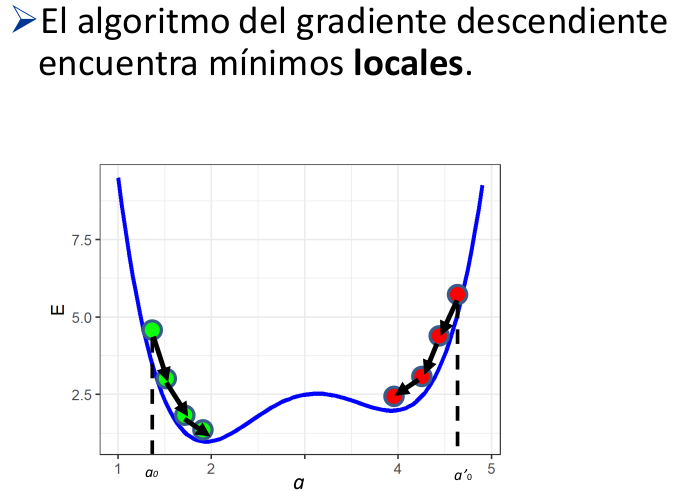 ➢El algoritmo del gradiente descendiente
encuentra mínimos locales.
7.5
E
5.0
2.5
1 2 4 5
a₀ a a'₀